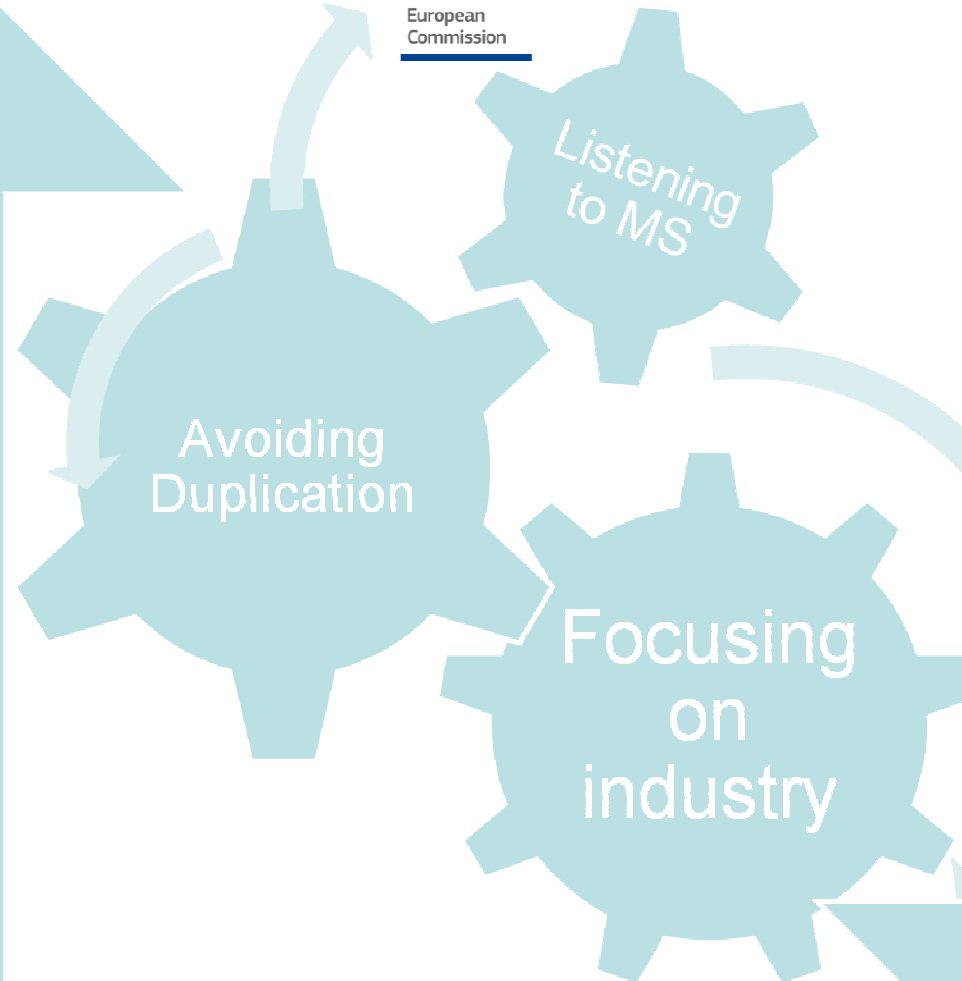 European
Commission
Listening
to MS
Avoiding
Duplication
Focusing
on
industry